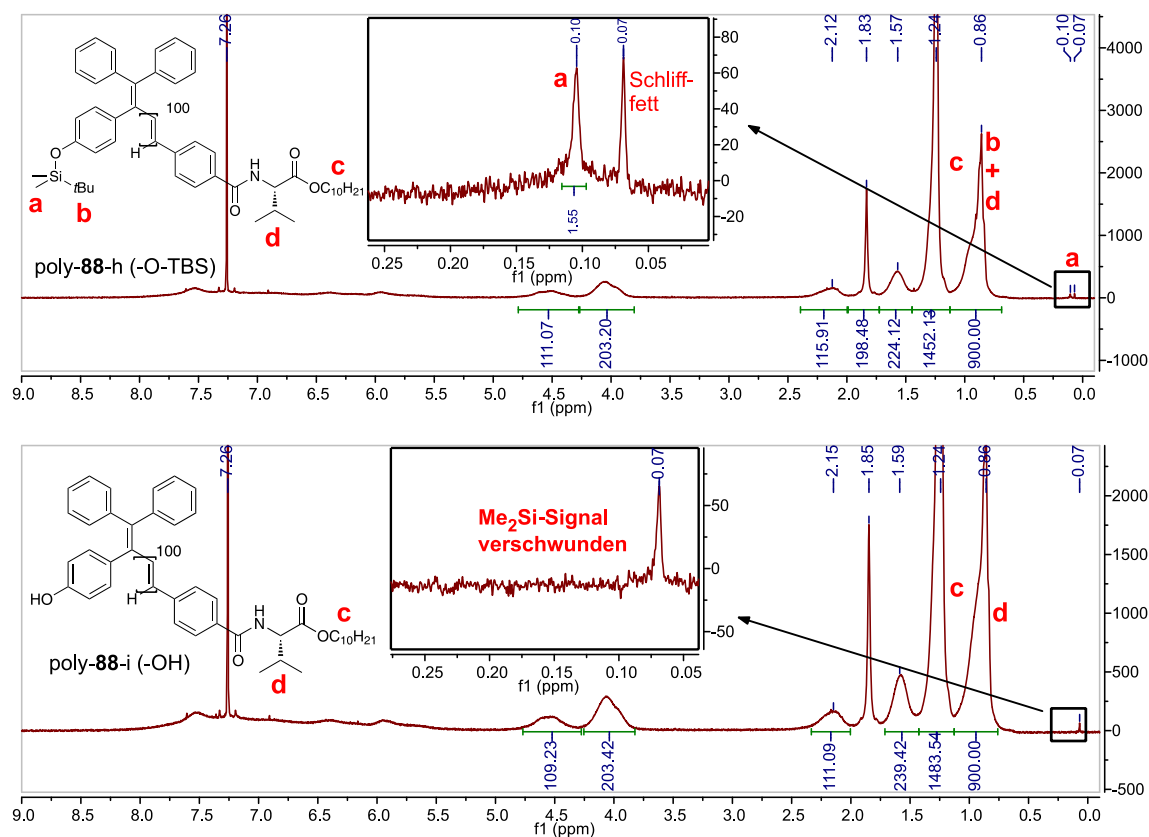 7.26
2.12
1.83
1.57
1.24
0.86
0.10
0.07
0.10
0.07
a
Schliff-
fett
1.55
80
60
40
20
0
-20
0.25 0.20 0.15 0.10 0.05
f1 (ppm)
100
H
O
Si
tBu
a
b
H
N
O
O
OC10H21
c
d
poly-88-h (-O-TBS)
c
b
+
d
a
4000
3000
2000
1000
0
-1000
111.07
203.20
115.91
198.48
224.12
1452.13
900.00
9.0 8.5 8.0 7.5 7.0 6.5 6.0 5.5 5.0 4.5 4.0 3.5 3.0 2.5 2.0 1.5 1.0 0.5 0.0
f1 (ppm)
7.26
2.15
1.85
1.59
1.24
0.86
0.07
0.07
Me2Si-Signal
verschwunden
50
0
-50
0.25 0.20 0.15 0.10 0.05
f1 (ppm)
100
HO
H
H
N
O
O
OC10H21
c
d
poly-88-i (-OH)
c
d
2000
1500
1000
500
0
-500
109.23
203.42
111.09
239.42
1483.54
900.00
9.0 8.5 8.0 7.5 7.0 6.5 6.0 5.5 5.0 4.5 4.0 3.5 3.0 2.5 2.0 1.5 1.0 0.5 0.0
f1 (ppm)